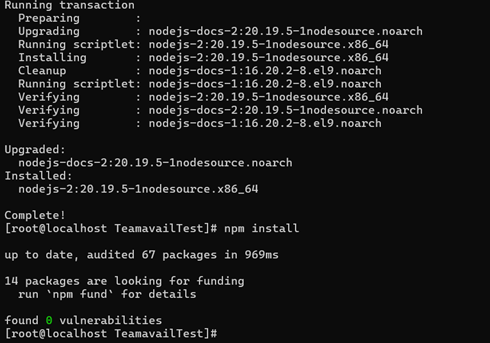 Running transaction
  Preparing        :
  Upgrading        : nodejs-docs-2:20.19.5-1nodesource.noarch
  Running scriptlet: nodejs-2:20.19.5-1nodesource.x86_64
  Installing       : nodejs-2:20.19.5-1nodesource.x86_64
  Cleanup          : nodejs-docs-1:16.20.2-8.el9.noarch
  Running scriptlet: nodejs-docs-1:16.20.2-8.el9.noarch
  Verifying        : nodejs-2:20.19.5-1nodesource.x86_64
  Verifying        : nodejs-docs-2:20.19.5-1nodesource.noarch
  Verifying        : nodejs-docs-1:16.20.2-8.el9.noarch

Upgraded:
  nodejs-docs-2:20.19.5-1nodesource.noarch
Installed:
  nodejs-2:20.19.5-1nodesource.x86_64

Complete!
[root@localhost TeamavailTest]# npm install

up to date, audited 67 packages in 969ms

14 packages are looking for funding
  run `npm fund` for details

found 0 vulnerabilities
[root@localhost TeamavailTest]#